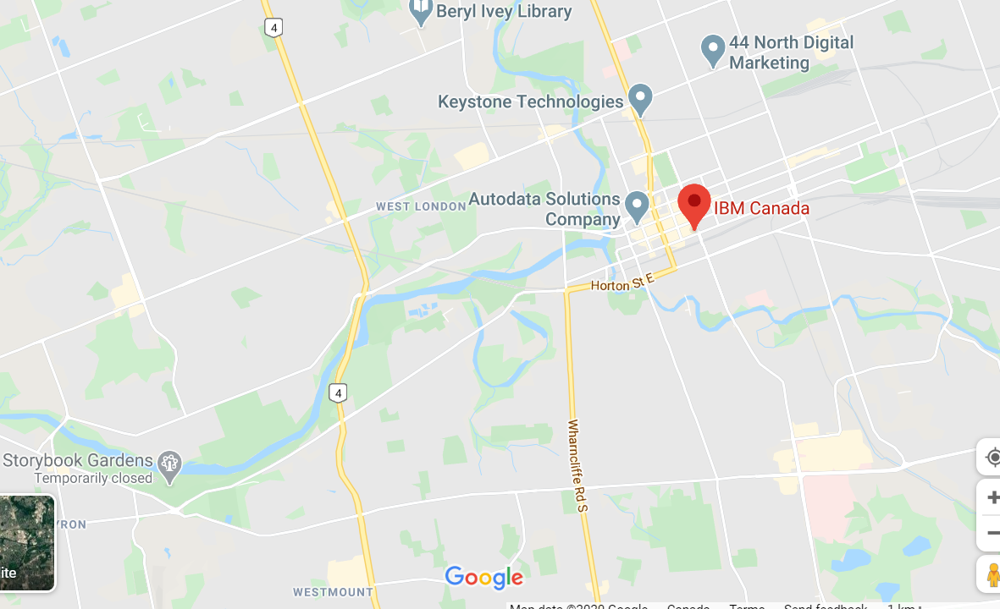 Beryl Ivey Library
4
44 North Digital
Marketing
Keystone Technologies
WEST LONDON
Autodata Solutions
Company
IBM Canada
Horton St E
4
Wharncliffe Rd S
Storybook Gardens
Temporarily closed
YRON
ite
WESTMOUNT
Google
Map data ©2020 Google Canada Terms Send feedback 1 km